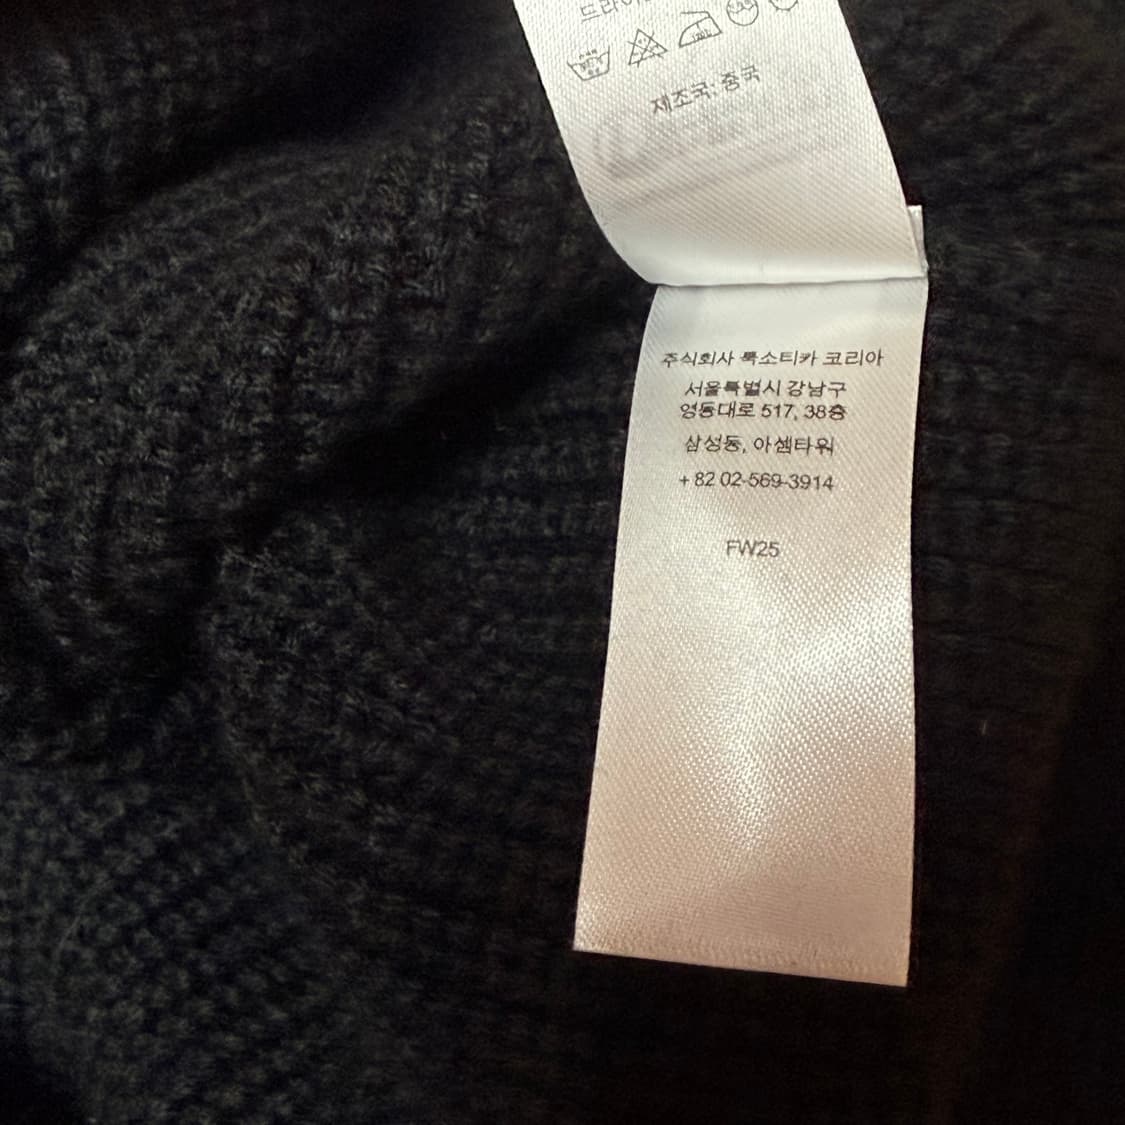 제조국: 중국
주식회사 룩소티카 코리아
서울특별시 강남구
영동대로 517, 38층
삼성동, 아셈타워
+ 82 02-569-3914
FW25